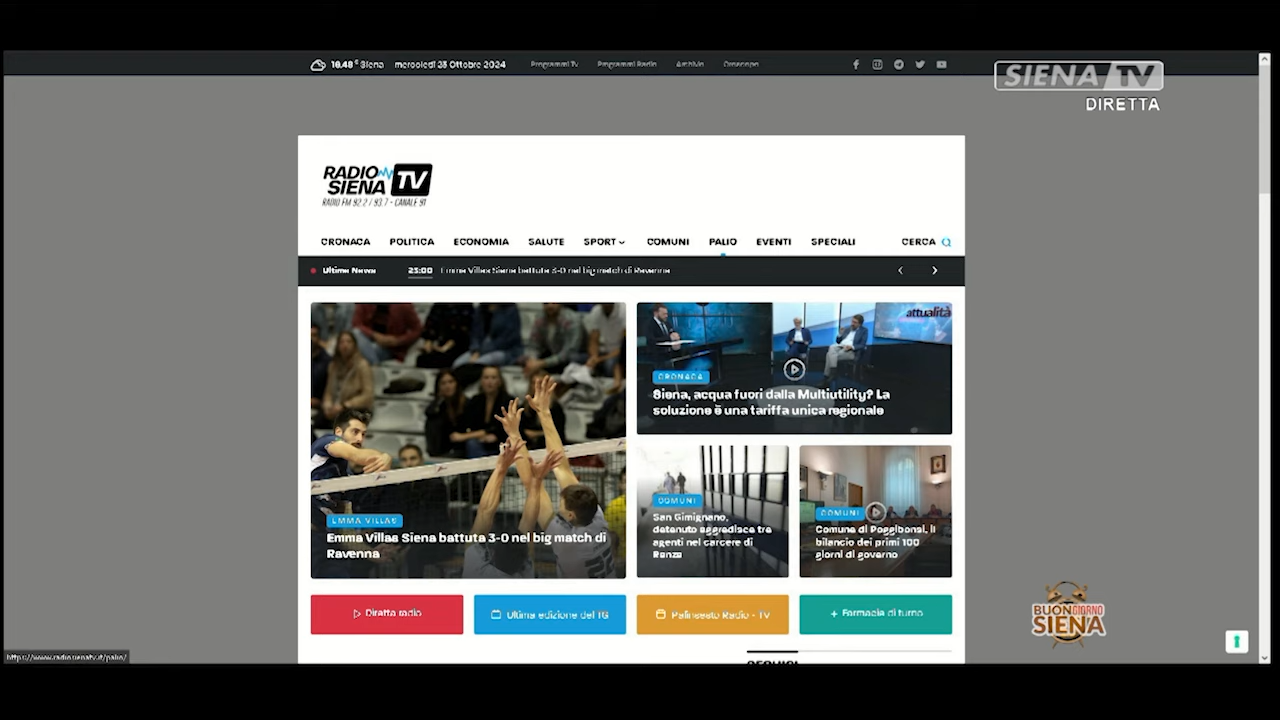 16.48° Siena mercoledì 23 Ottobre 2024 Programmi Tv Programmi Radio Archivio Oroscopo
SIENA TV
DIRETTA
RADIO
SIENA TV
RADIO FM 92.2 / 93.7 - CANALE 91
CRONACA POLITICA ECONOMIA SALUTE SPORT COMUNI PALIO EVENTI SPECIALI CERCA
Ultime News 23:00 Emma Villas Siena battuta 3-0 nel big match di Ravenna
attualità
CRONACA
Siena, acqua fuori dalla Multiutility? La
soluzione è una tariffa unica regionale
EMMA VILLAS
Emma Villas Siena battuta 3-0 nel big match di
Ravenna
COMUNI
San Gimignano,
detenuto aggredisce tre
agenti nel carcere di
Ranza
COMUNI
Comune di Poggibonsi, il
bilancio dei primi 100
giorni di governo
Diretta radio
Ultima edizione del TG
Palinsesto Radio - TV
+ Farmacie di turno
BUONGIORNO
SIENA
https://www.radiosienatv.it/palio/
SEGUICI